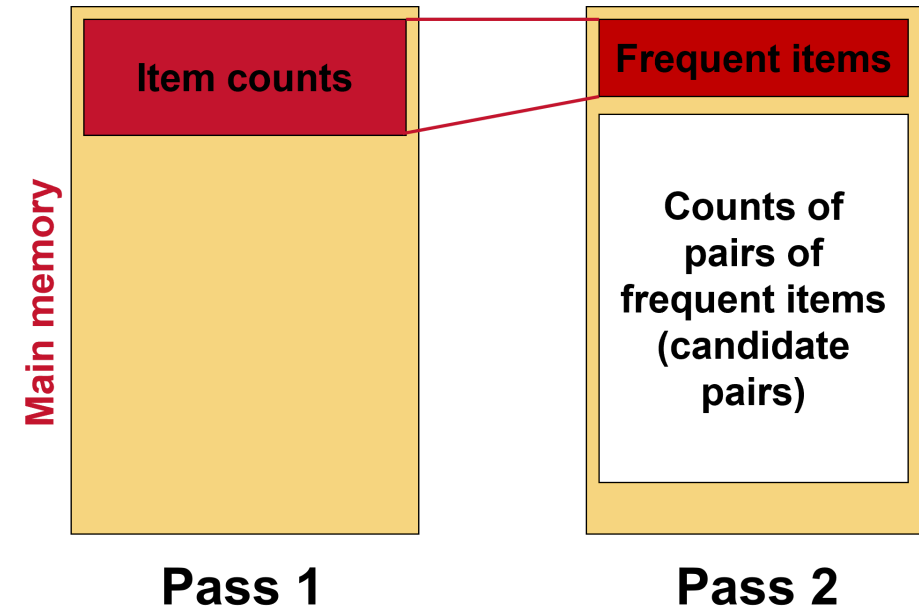 Main memory
Item counts
Frequent items
Counts of
pairs of
frequent items
(candidate
pairs)
Pass 1
Pass 2